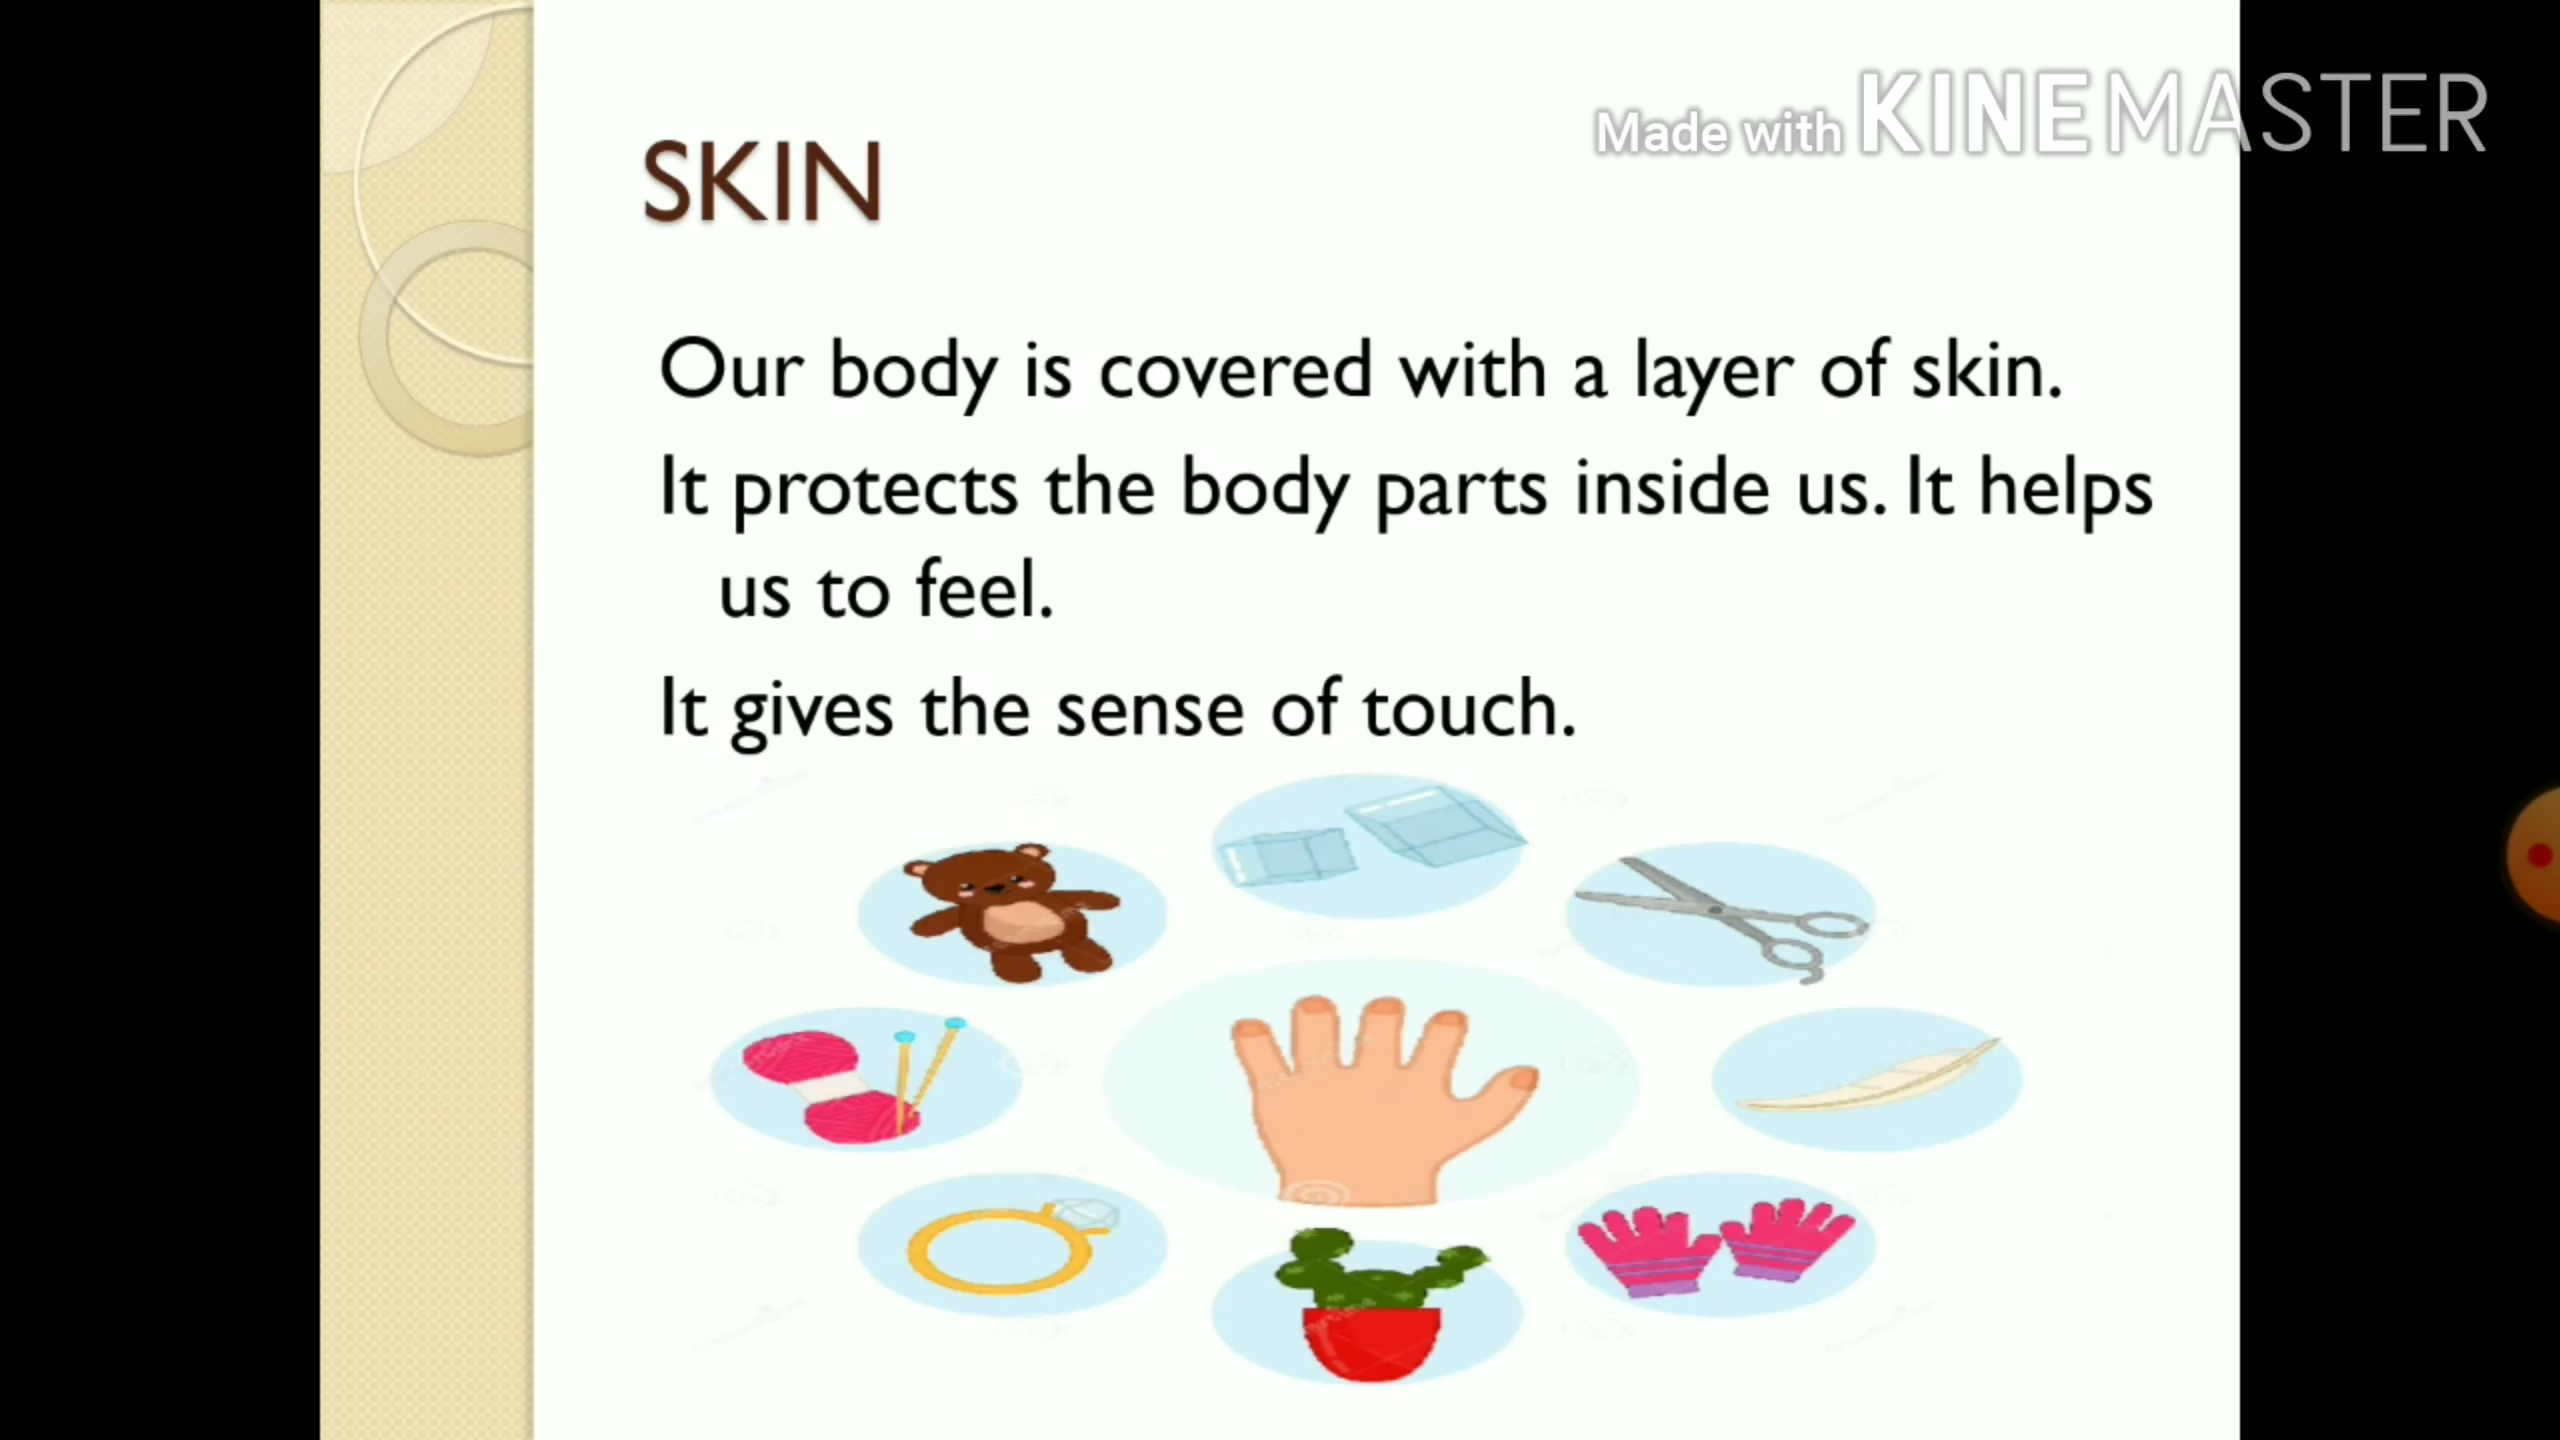 Made with KINEMASTER
SKIN
Our body is covered with a layer of skin.
It protects the body parts inside us. It helps
us to feel.
It gives the sense of touch.